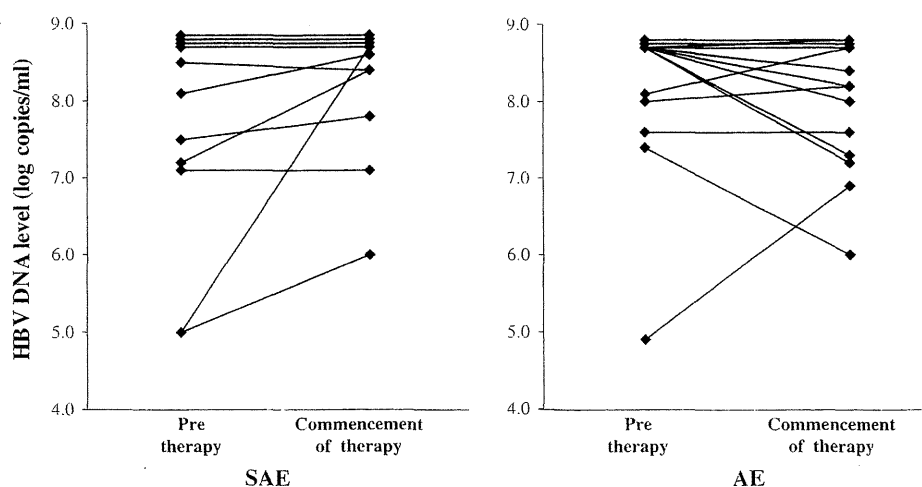 HBV DNA level (log copies/ml)
9.0
8.0
7.0
6.0
5.0
4.0
Pre
therapy
Commencement
of therapy
SAE
9.0
8.0
7.0
6.0
5.0
4.0
Pre
therapy
Commencement
of therapy
AE